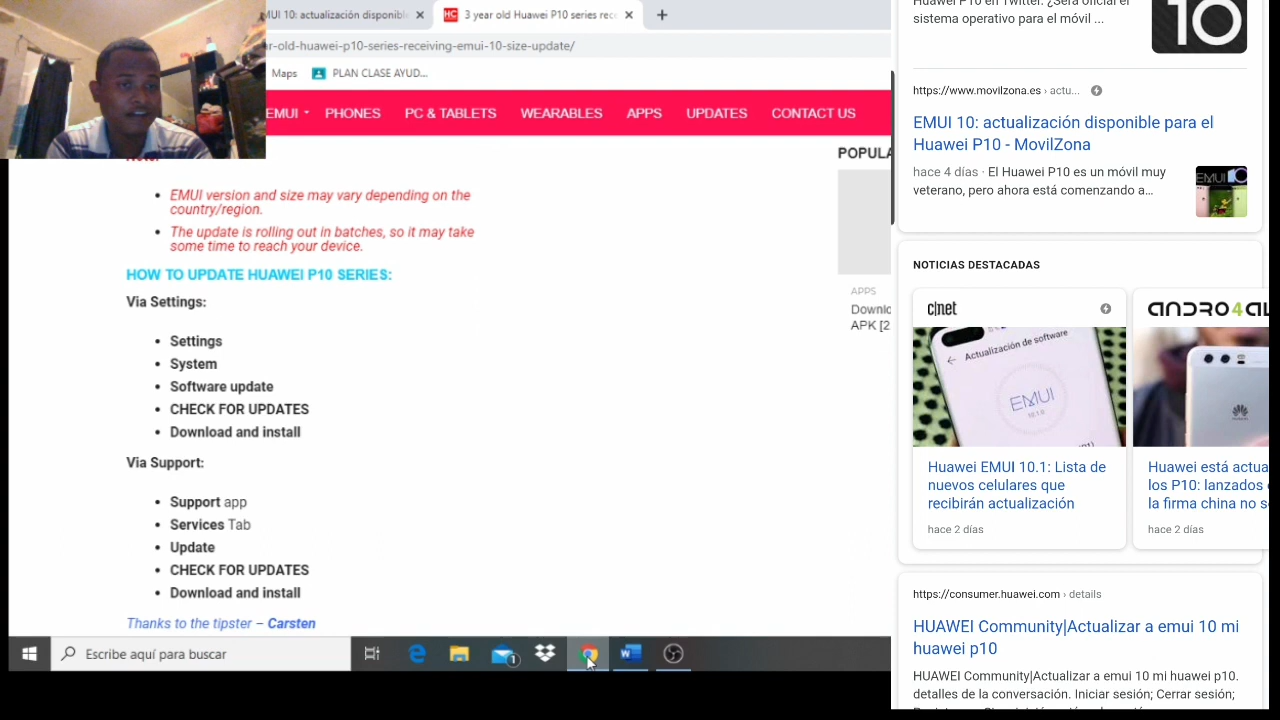 MUI 10: actualización disponible
HC 3 year old Huawei P10 series rec
r-old-huawei-p10-series-receiving-emui-10-size-update/
Maps PLAN CLASE AYUD...
EMUI PHONES PC & TABLETS WEARABLES APPS UPDATES CONTACT US
EMUI version and size may vary depending on the
country/region.
The update is rolling out in batches, so it may take
some time to reach your device.
HOW TO UPDATE HUAWEI P10 SERIES:
Via Settings:
Settings
System
Software update
CHECK FOR UPDATES
Download and install
Via Support:
Support app
Services Tab
Update
CHECK FOR UPDATES
Download and install
Thanks to the tipster – Carsten
POPULA
APPS
Downlo
APK [2
Escribe aquí para buscar
1
W
Huawei P10 en Twitter. ¿Será oficial el
sistema operativo para el móvil ...
10
https://www.movilzona.es › actu...
EMUI 10: actualización disponible para el
Huawei P10 - MovilZona
hace 4 días · El Huawei P10 es un móvil muy
veterano, pero ahora está comenzando a...
EMUI 10
NOTICIAS DESTACADAS
c|net
Actualización de software
EMUI
Huawei EMUI 10.1: Lista de
nuevos celulares que
recibirán actualización
hace 2 días
ANDRO4AL
HUAWEI
Huawei está actua
los P10: lanzados
la firma china no s
hace 2 días
https://consumer.huawei.com › details
HUAWEI Community|Actualizar a emui 10 mi
huawei p10
HUAWEI Community|Actualizar a emui 10 mi huawei p10.
detalles de la conversación. Iniciar sesión; Cerrar sesión;